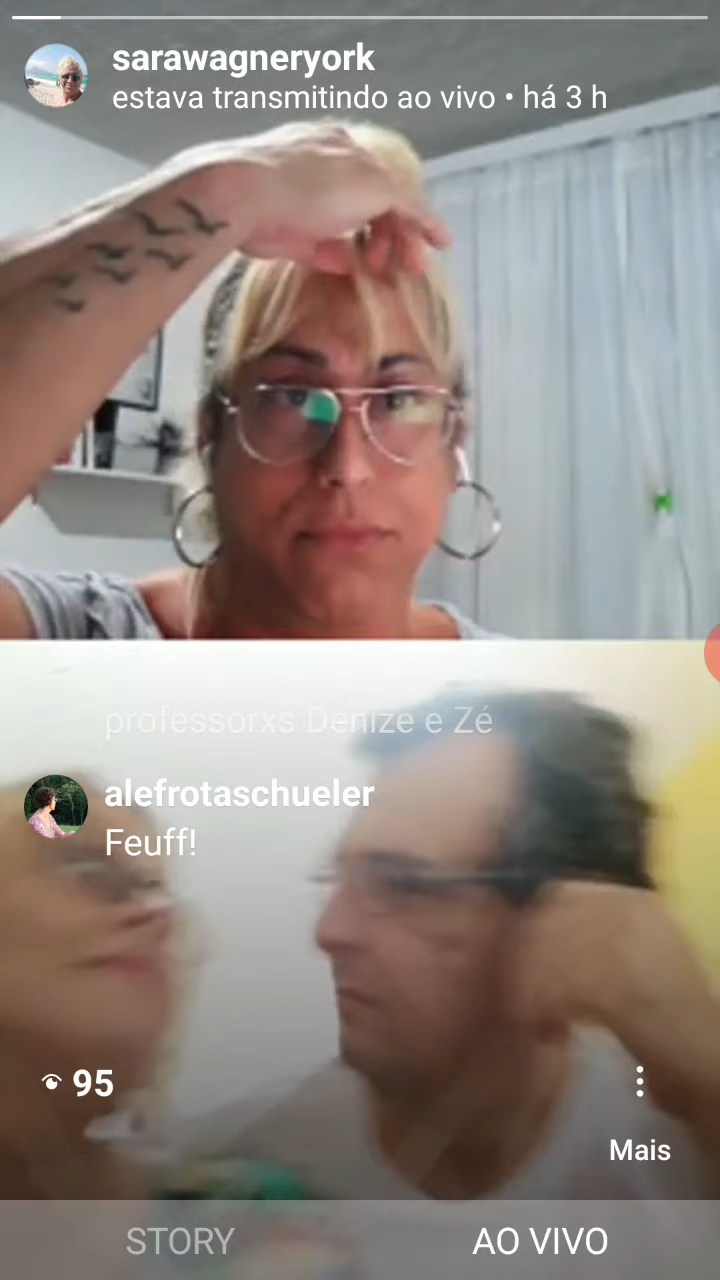 sarawagneryork
estava transmitindo ao vivo • há 3 h
professorxs Denize e Zé
alefrotaschueler
Feuff!
95
Mais
STORY
AO VIVO